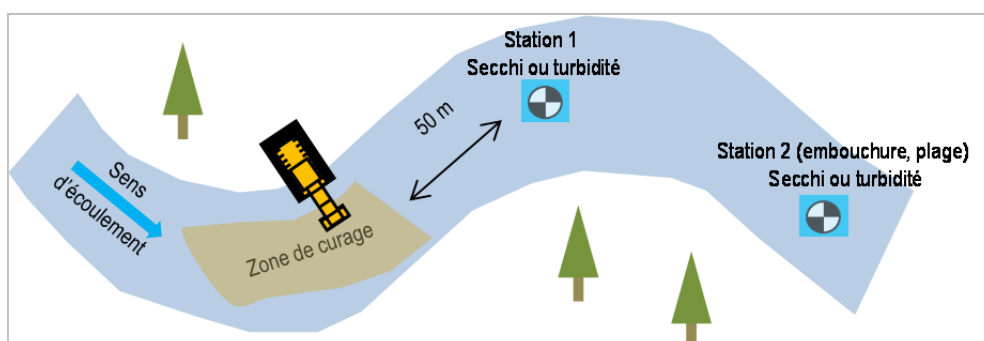 Station 1
Secchi ou turbidité
50 m
Station 2 (embouchure, plage)
Secchi ou turbidité
Sens
d'écoulement
Zone de curage